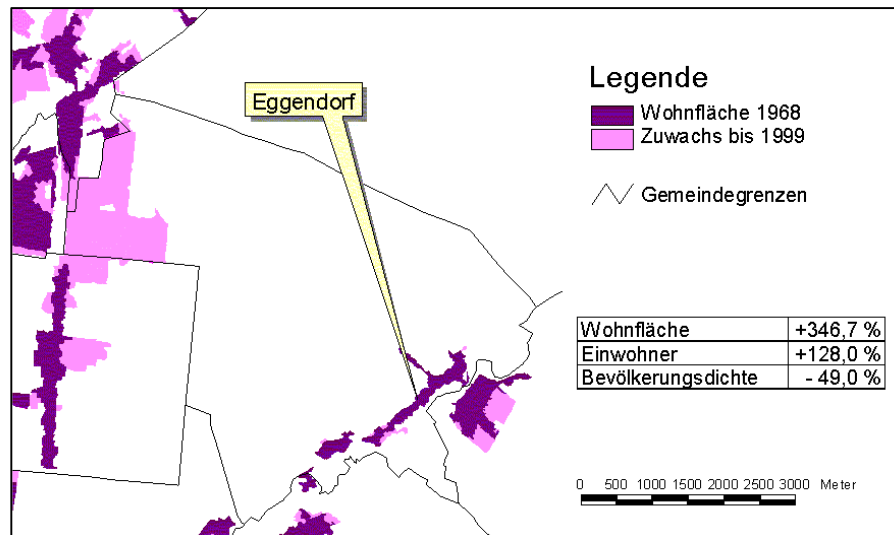 Eggendorf
Legende
Wohnfläche 1968
Zuwachs bis 1999
Gemeindegrenzen
Wohnfläche +346,7 %
Einwohner +128,0 %
Bevölkerungsdichte - 49,0 %
0 500 1000 1500 2000 2500 3000 Meter